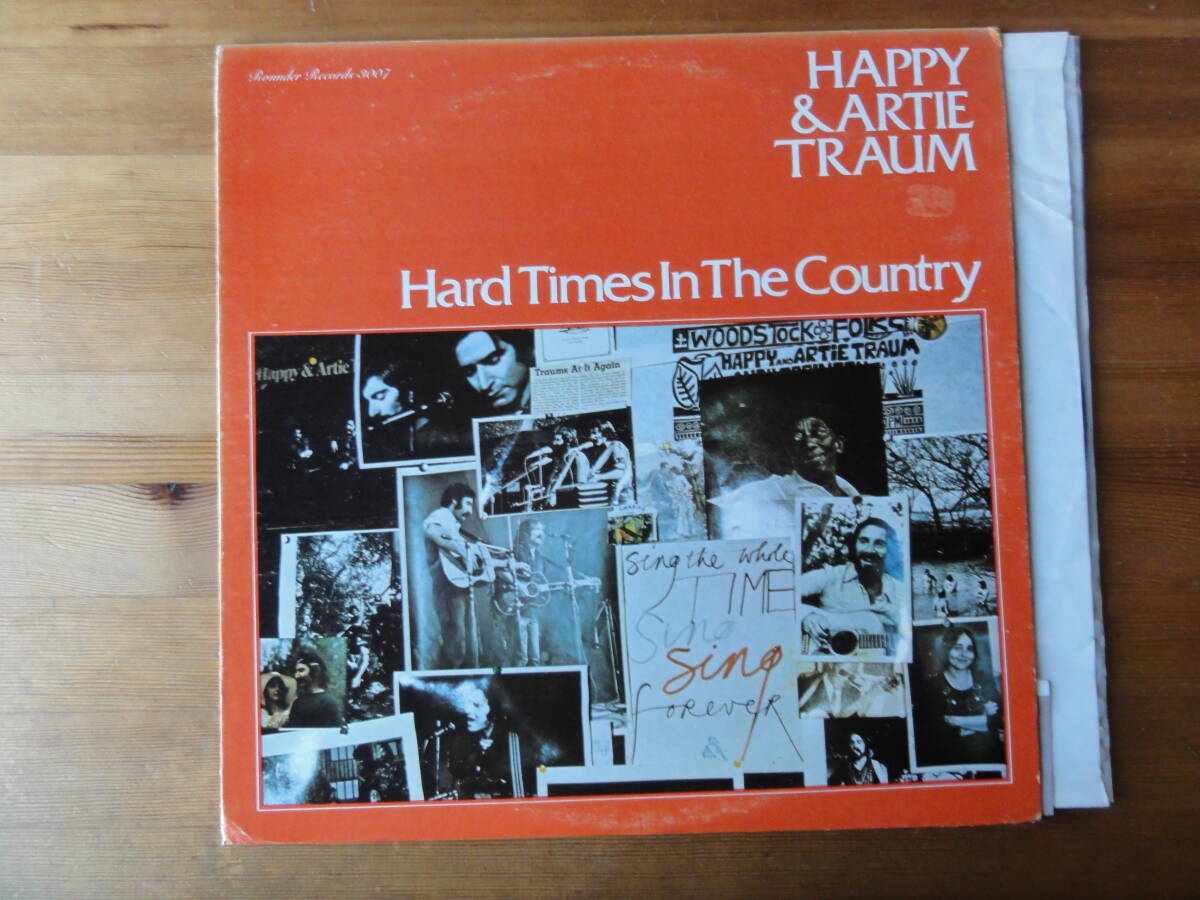 Rounder Records 3007
HAPPY
& ARTIE
TRAUM
Hard Times In The Country
Happy & Artie
Traums At It Again
WOODSTOCK FOLKS
HAPPY AND ARTIE TRAUM
sing the whole
TIME
Sing
sing
forever